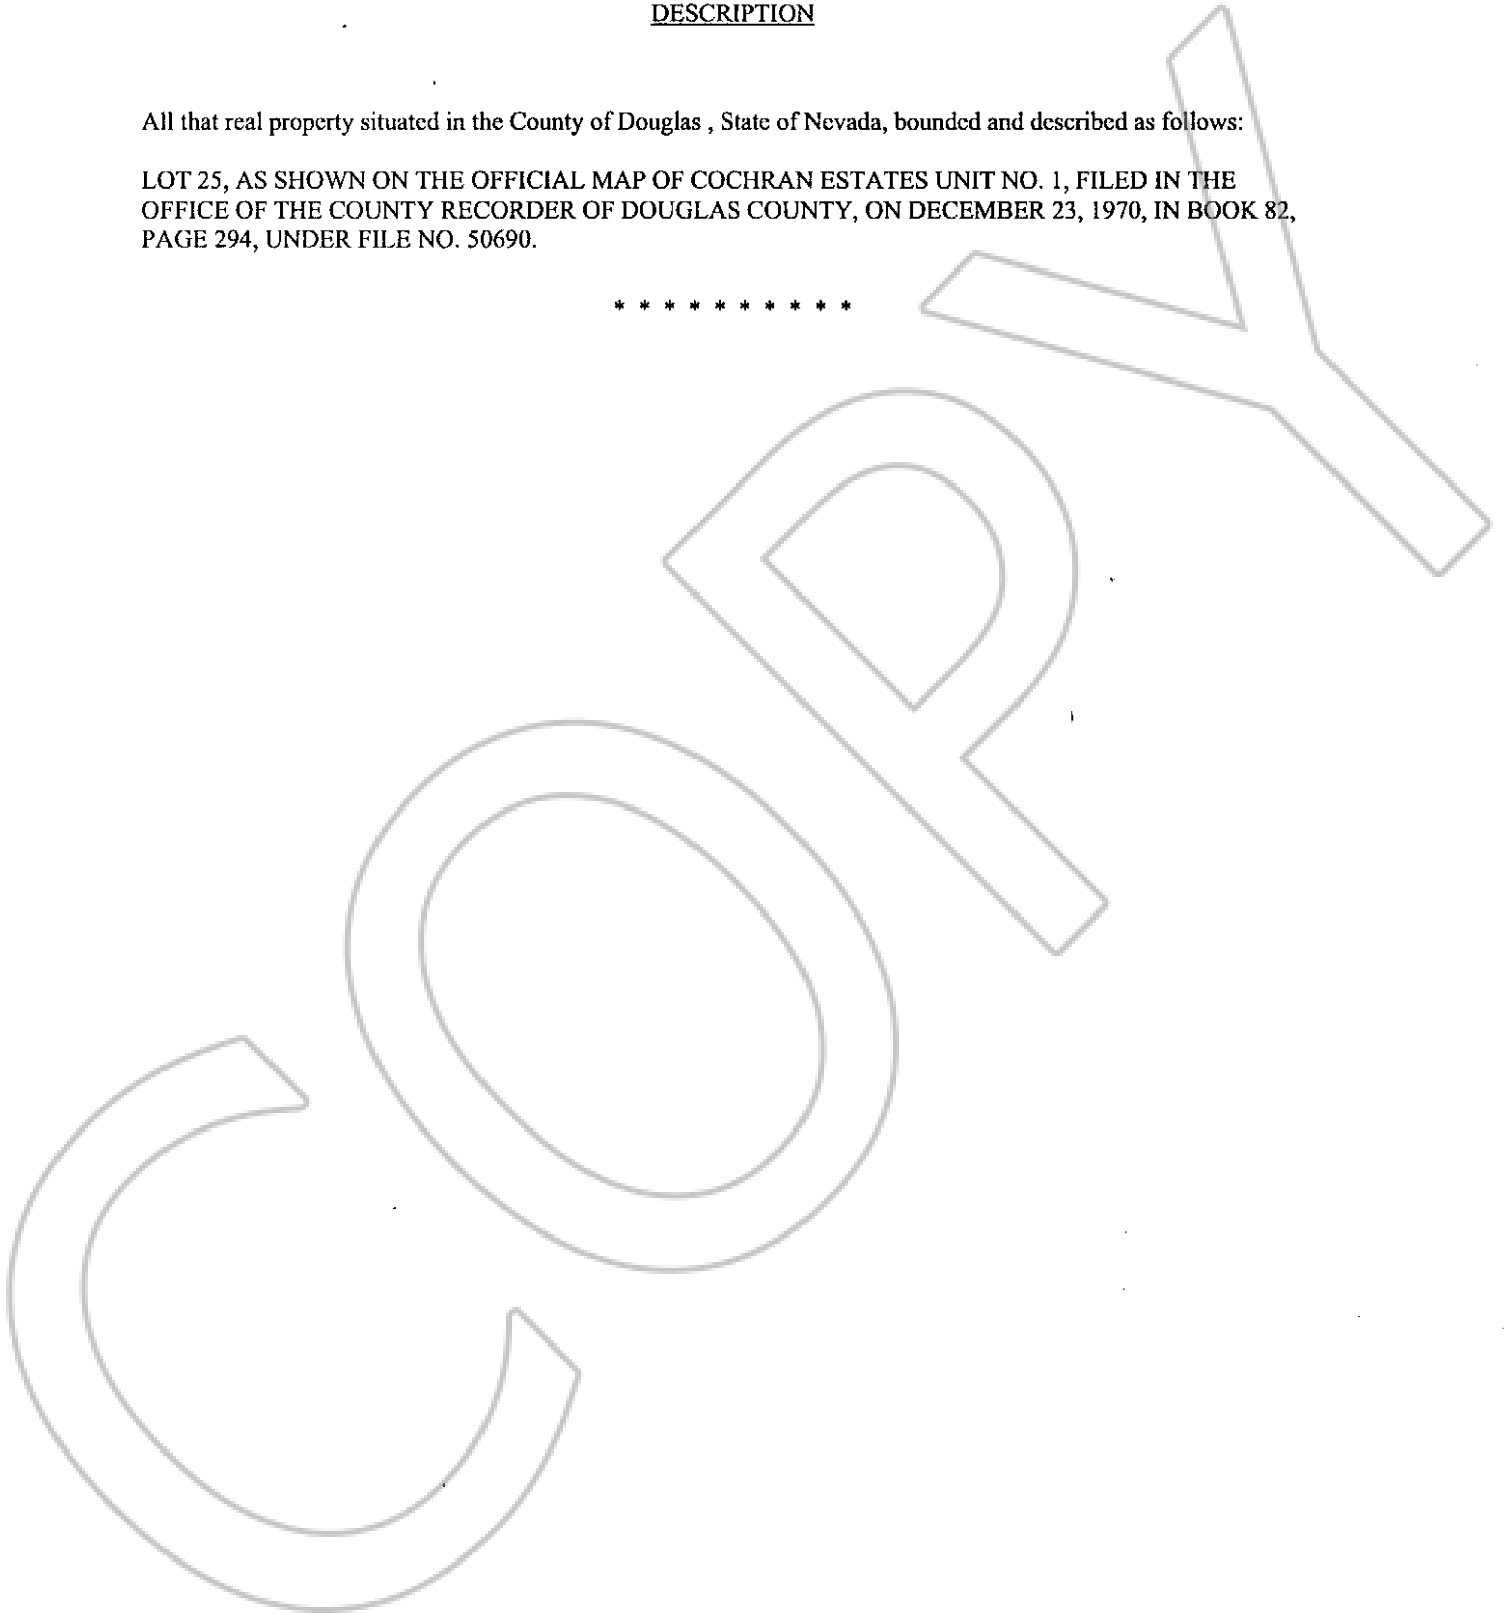 DESCRIPTION
All that real property situated in the County of Douglas , State of Nevada, bounded and described as follows:
LOT 25, AS SHOWN ON THE OFFICIAL MAP OF COCHRAN ESTATES UNIT NO. 1, FILED IN THE
OFFICE OF THE COUNTY RECORDER OF DOUGLAS COUNTY, ON DECEMBER 23, 1970, IN BOOK 82,
PAGE 294, UNDER FILE NO. 50690.
* * * * * * * * * *
COPY